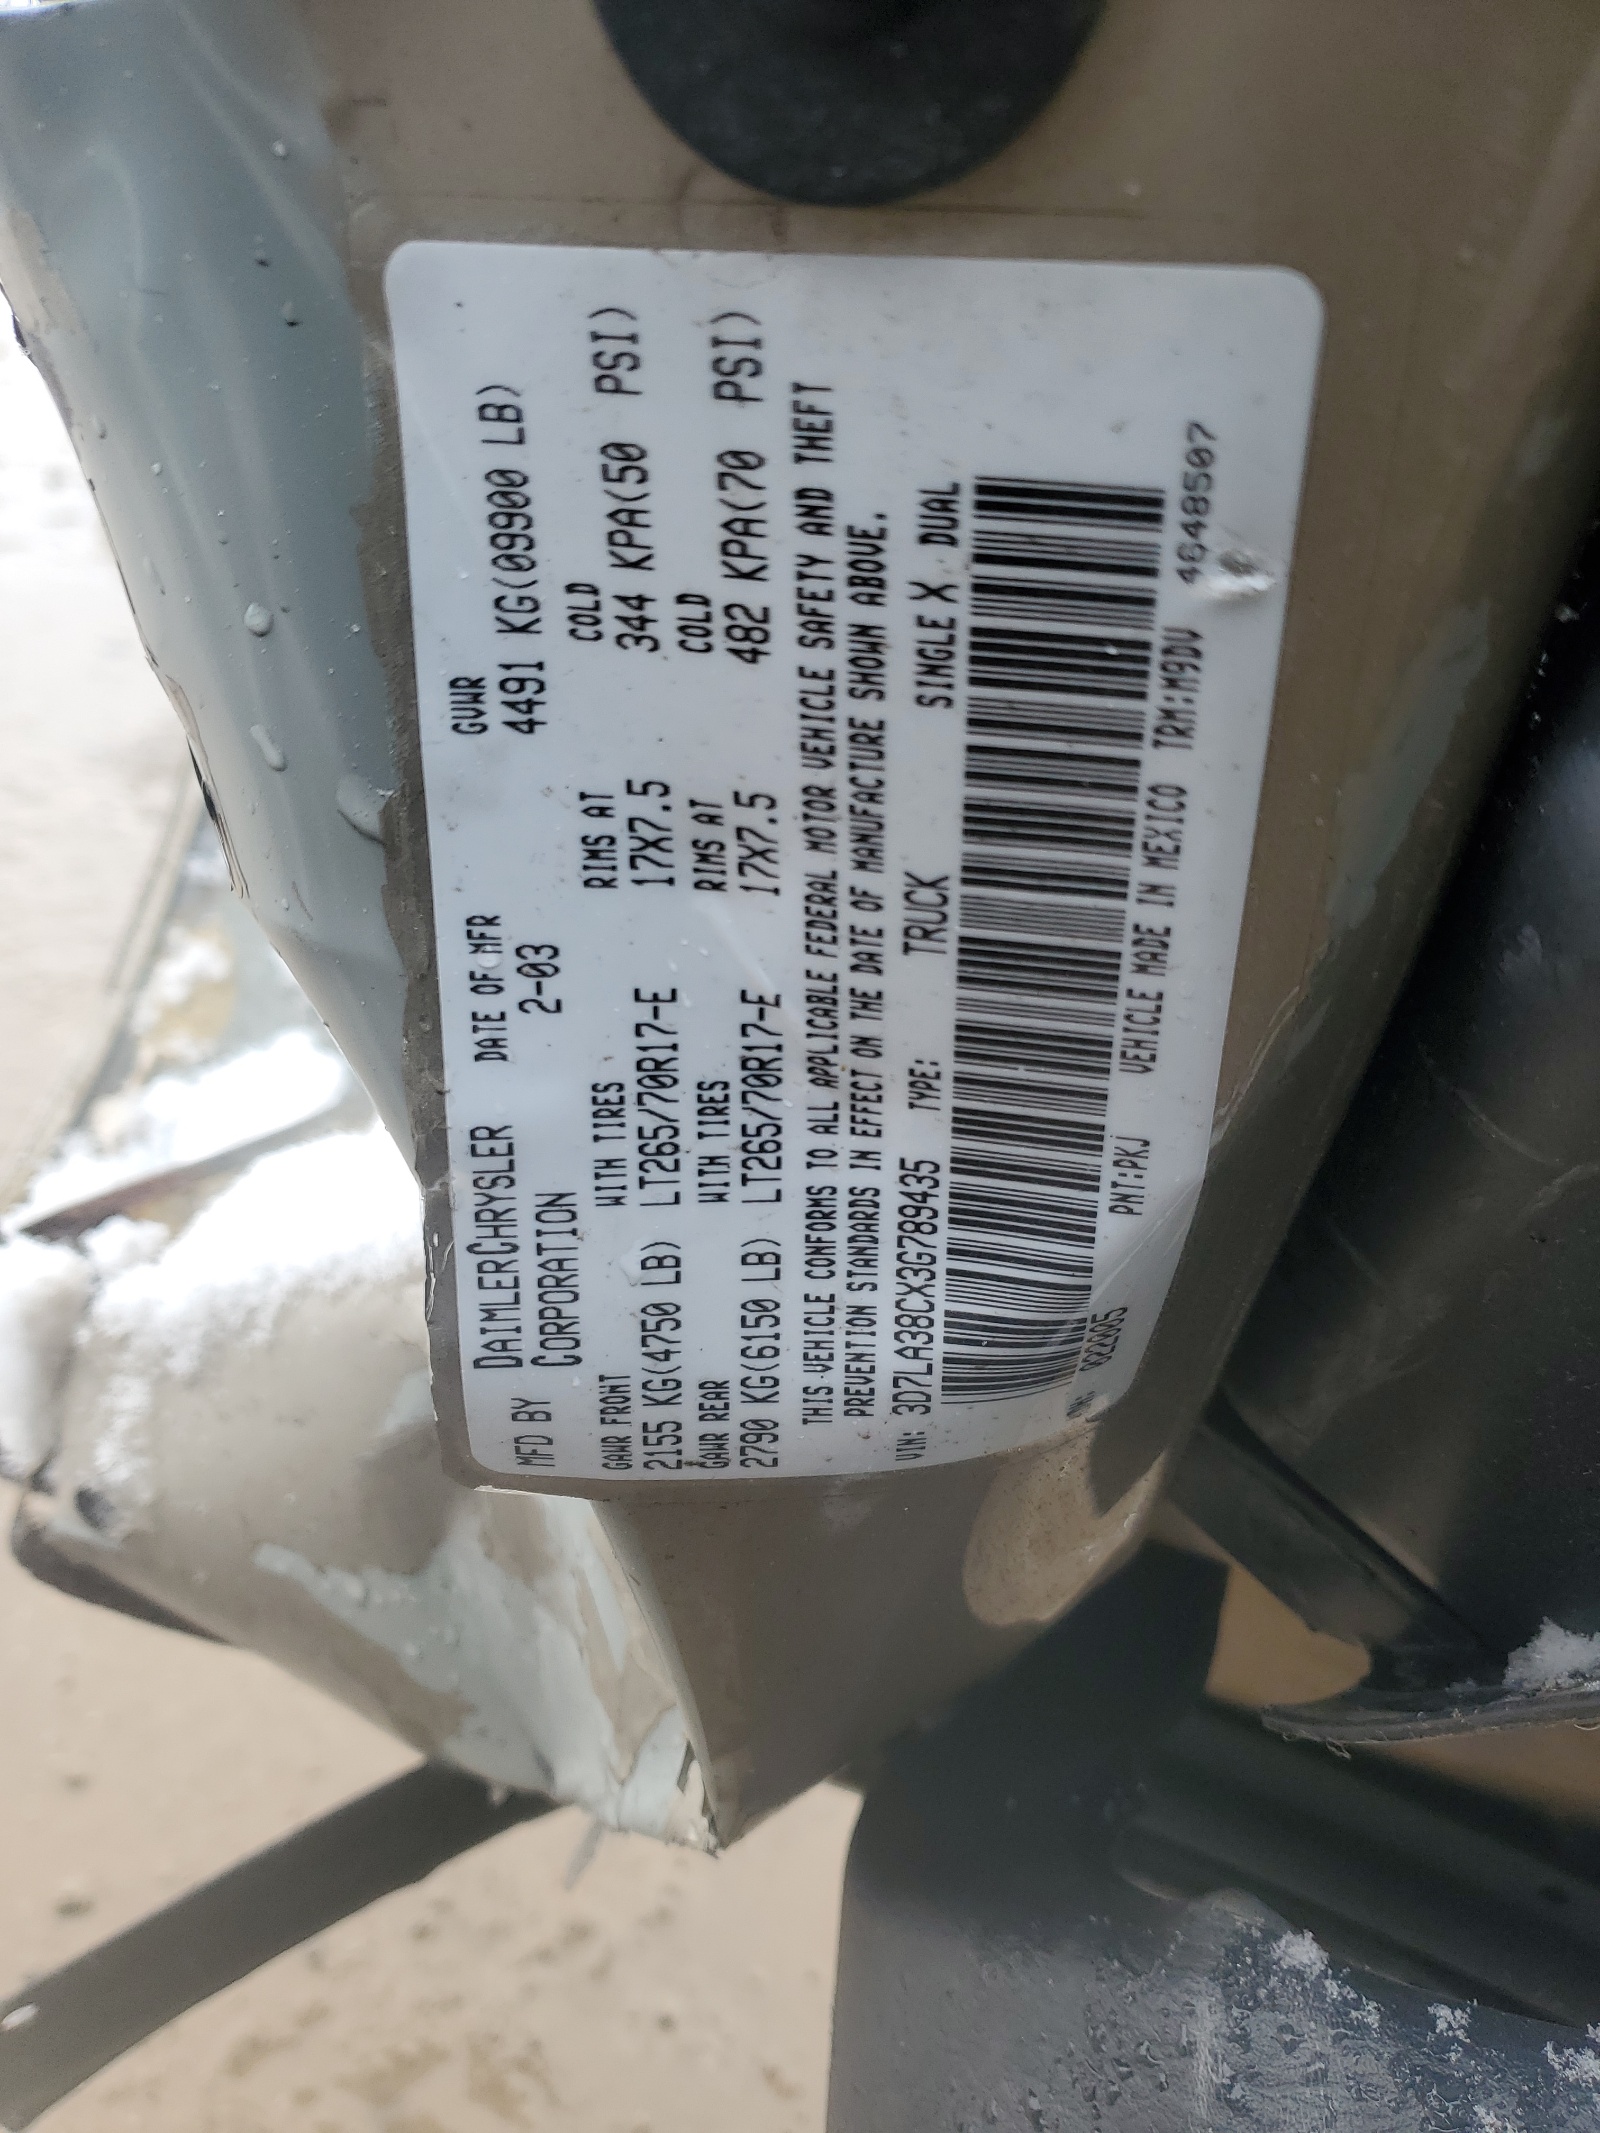 MFD BY DAIMLERCHRYSLER CORPORATION DATE OF MFR 2-03 GVWR 4491 KG(09900 LB)
GAWR FRONT WITH TIRES RIMS AT COLD
2155 KG(4750 LB) LT265/70R17-E 17X7.5 344 KPA(50 PSI)
GAWR REAR WITH TIRES RIMS AT COLD
2790 KG(6150 LB) LT265/70R17-E 17X7.5 482 KPA(70 PSI)
THIS VEHICLE CONFORMS TO ALL APPLICABLE FEDERAL MOTOR VEHICLE SAFETY AND THEFT
PREVENTION STANDARDS IN EFFECT ON THE DATE OF MANUFACTURE SHOWN ABOVE.
VIN: 3D7LA38CX3G789435 TYPE: TRUCK SINGLE X DUAL
PNT:PKJ VEHICLE MADE IN MEXICO TRM:M9DV 4648507